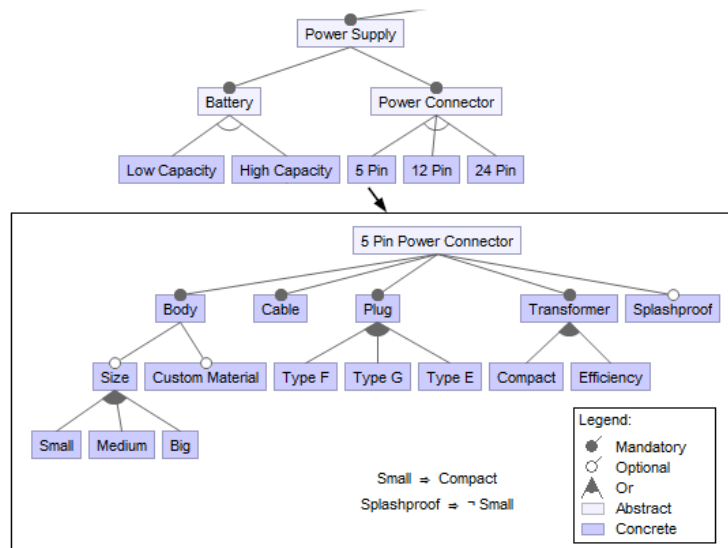 Power Supply
Battery Power Connector
Low Capacity High Capacity 5 Pin 12 Pin 24 Pin
5 Pin Power Connector
Body Cable Plug Transformer Splashproof
Size Custom Material Type F Type G Type E Compact Efficiency
Small Medium Big
Small ⇒ Compact
Splashproof ⇒ ¬ Small
Legend:
Mandatory
Optional
Or
Abstract
Concrete